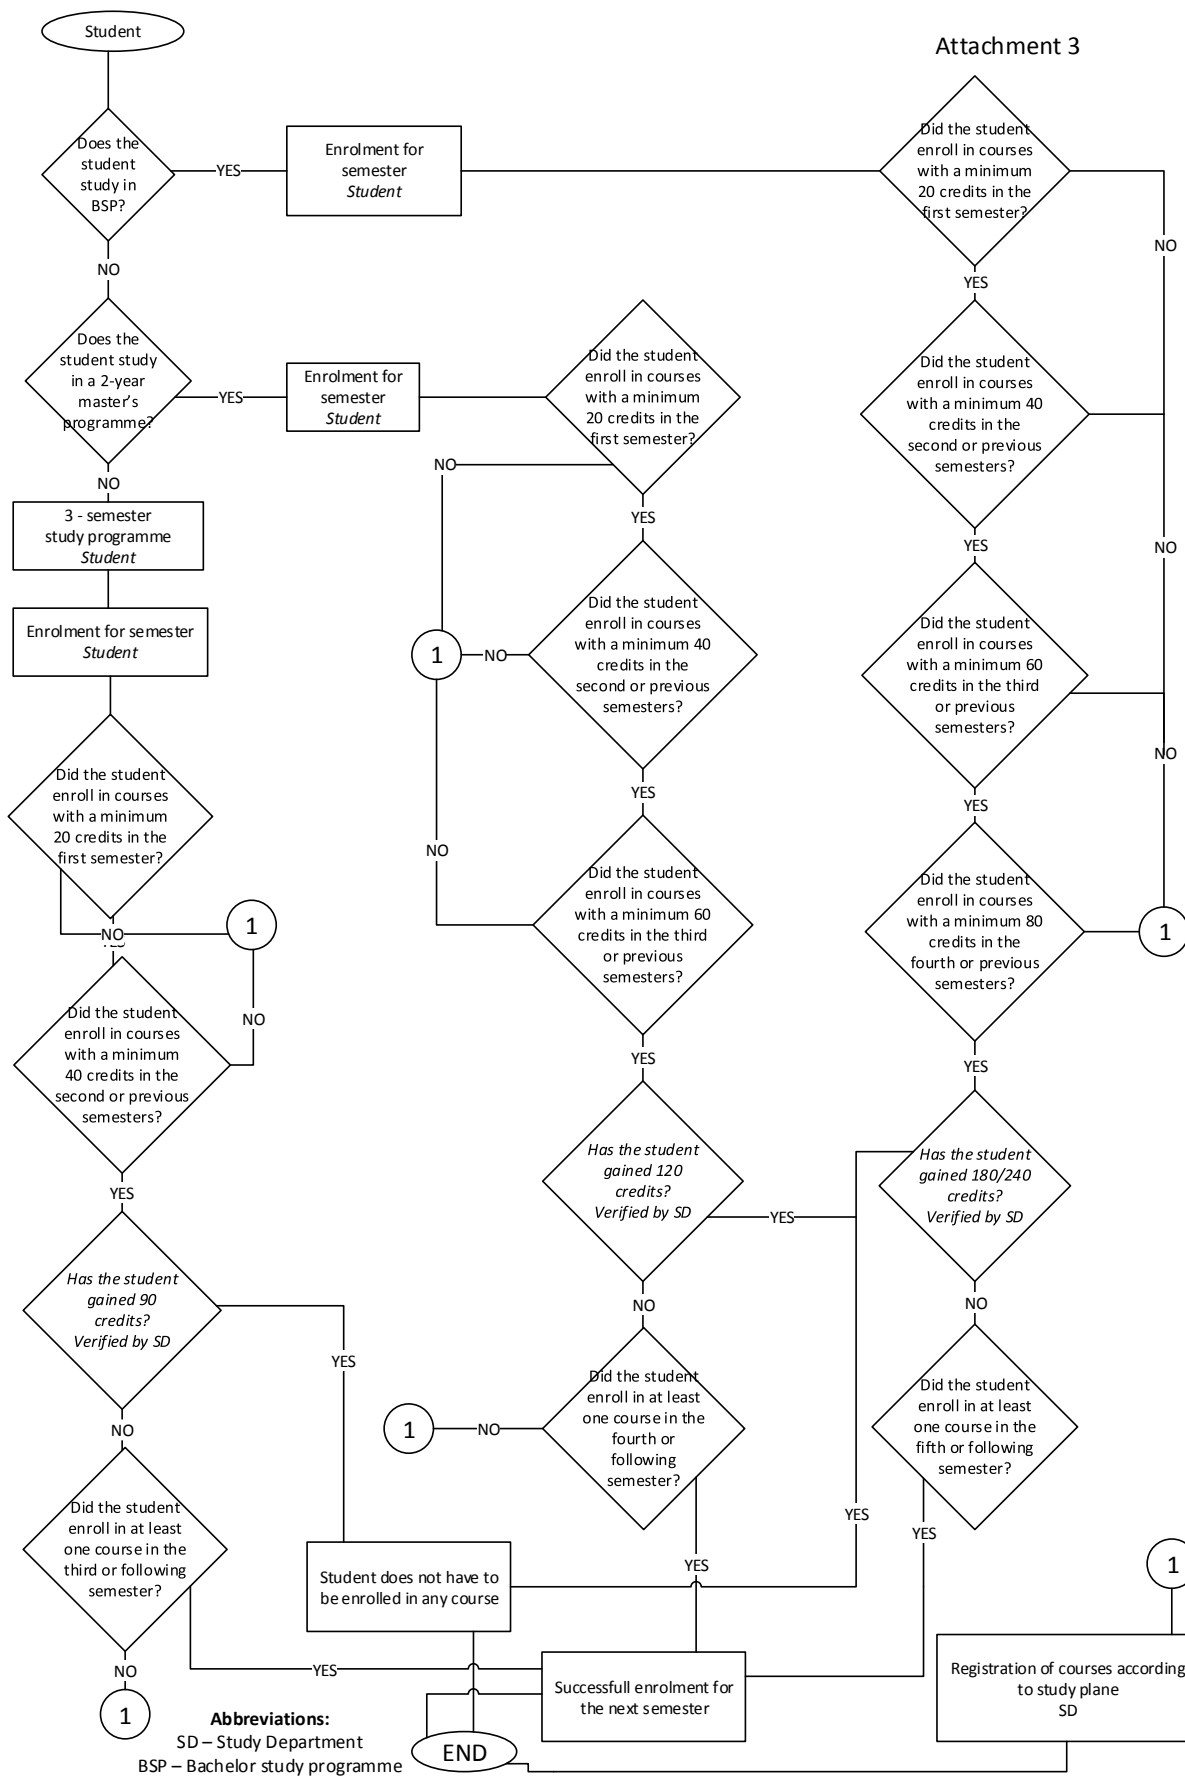 Student
Attachment 3
Does the
student
study in
BSP?
YES
Enrolment for
semester
Student
Did the student
enroll in courses
with a minimum
20 credits in the
first semester?
NO
NO
YES
Does the
student study
in a 2-year
master's
programme?
YES
Enrolment for
semester
Student
Did the student
enroll in courses
with a minimum
20 credits in the
first semester?
Did the student
enroll in courses
with a minimum 40
credits in the
second or previous
semesters?
NO
NO
YES
YES
NO
3 - semester
study programme
Student
Enrolment for semester
Student
1
NO
Did the student
enroll in courses
with a minimum 40
credits in the
second or previous
semesters?
Did the student
enroll in courses
with a minimum 60
credits in the third
or previous
semesters?
NO
YES
YES
Did the student
enroll in courses
with a minimum
20 credits in the
first semester?
NO
YES
1
NO
Did the student
enroll in courses
with a minimum 60
credits in the third
or previous
semesters?
Did the student
enroll in courses
with a minimum 80
credits in the
fourth or previous
semesters?
1
NO
Did the student
enroll in courses
with a minimum
40 credits in the
second or previous
semesters?
YES
YES
YES
Has the student
gained 120
credits?
Verified by SD
YES
Has the student
gained 180/240
credits?
Verified by SD
Has the student
gained 90
credits?
Verified by SD
YES
NO
NO
NO
1
NO
Did the student
enroll in at least
one course in the
fourth or
following
semester?
Did the student
enroll in at least
one course in the
fifth or following
semester?
Did the student
enroll in at least
one course in the
third or following
semester?
YES
YES
YES
Student does not have to
be enrolled in any course
1
NO
YES
1
Successfull enrolment for
the next semester
Registration of courses according
to study plane
SD
Abbreviations:
SD – Study Department
BSP – Bachelor study programme
END